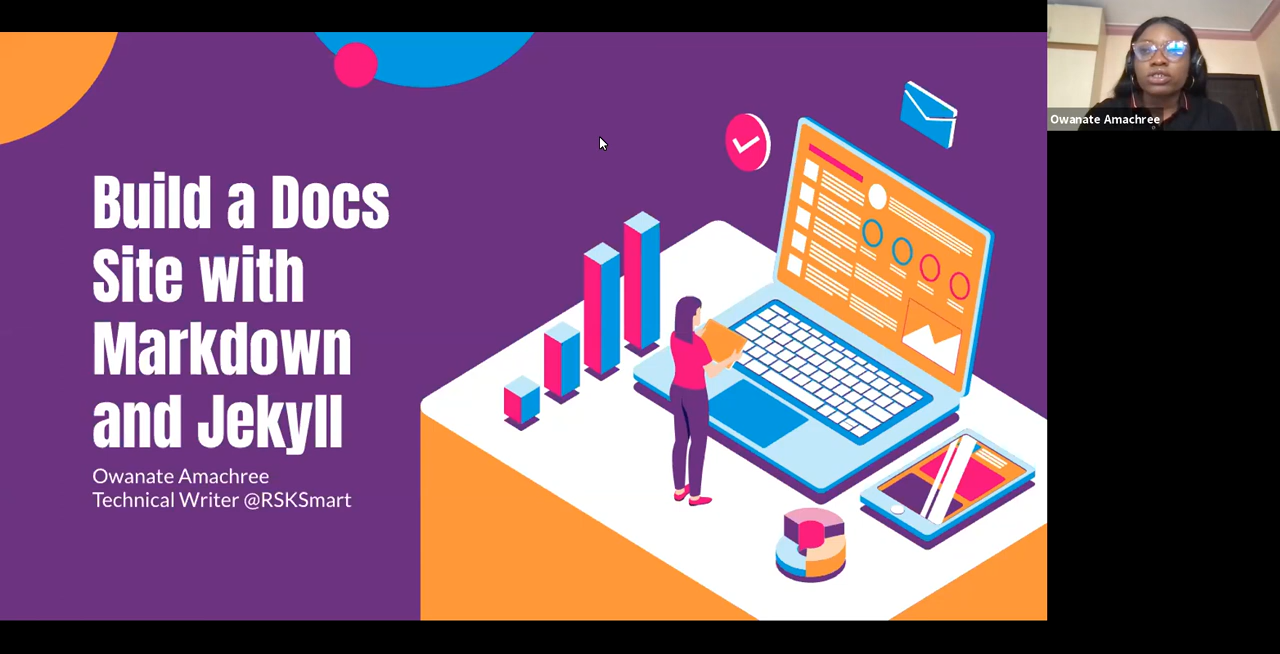 Build a Docs
Site with
Markdown
and Jekyll
Owanate Amachree
Technical Writer @RSKSmart
Owanate Amachree